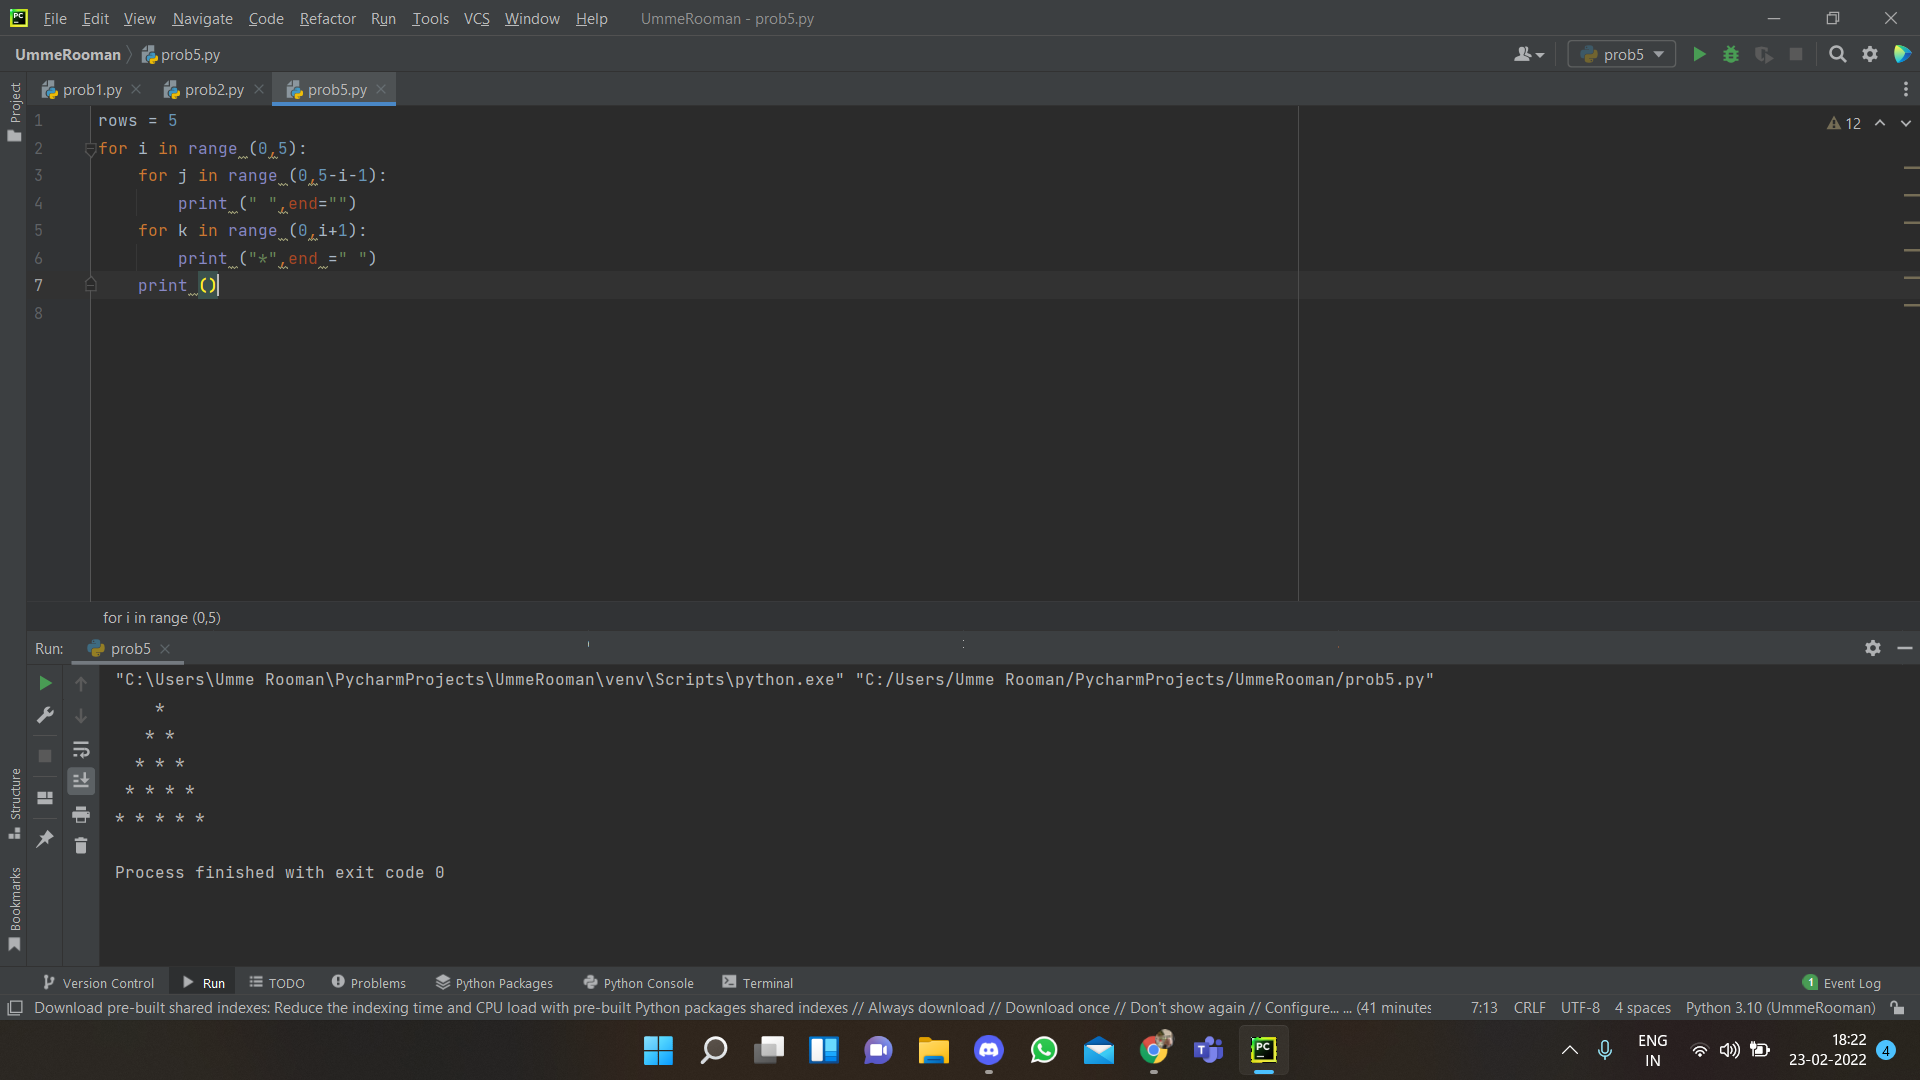 File Edit View Navigate Code Refactor Run Tools VCS Window Help UmmeRooman - prob5.py
UmmeRooman prob5.py prob5
prob1.py prob2.py prob5.py
Project
1 rows = 5
2 for i in range (0,5):
3     for j in range (0,5-i-1):
4         print (" ",end="")
5     for k in range (0,i+1):
6         print ("*",end =" ")
7     print ()
8
12
for i in range (0,5)
Run: prob5
"C:\Users\Umme Rooman\PycharmProjects\UmmeRooman\venv\Scripts\python.exe" "C:/Users/Umme Rooman/PycharmProjects/UmmeRooman/prob5.py"
    *
   * *
  * * *
 * * * *
* * * * *
Process finished with exit code 0
Structure
Bookmarks
Version Control Run TODO Problems Python Packages Python Console Terminal 1 Event Log
Download pre-built shared indexes: Reduce the indexing time and CPU load with pre-built Python packages shared indexes // Always download // Download once // Don't show again // Configure... ... (41 minutes 7:13 CRLF UTF-8 4 spaces Python 3.10 (UmmeRooman)
PC
ENG
IN
18:22
23-02-2022
4